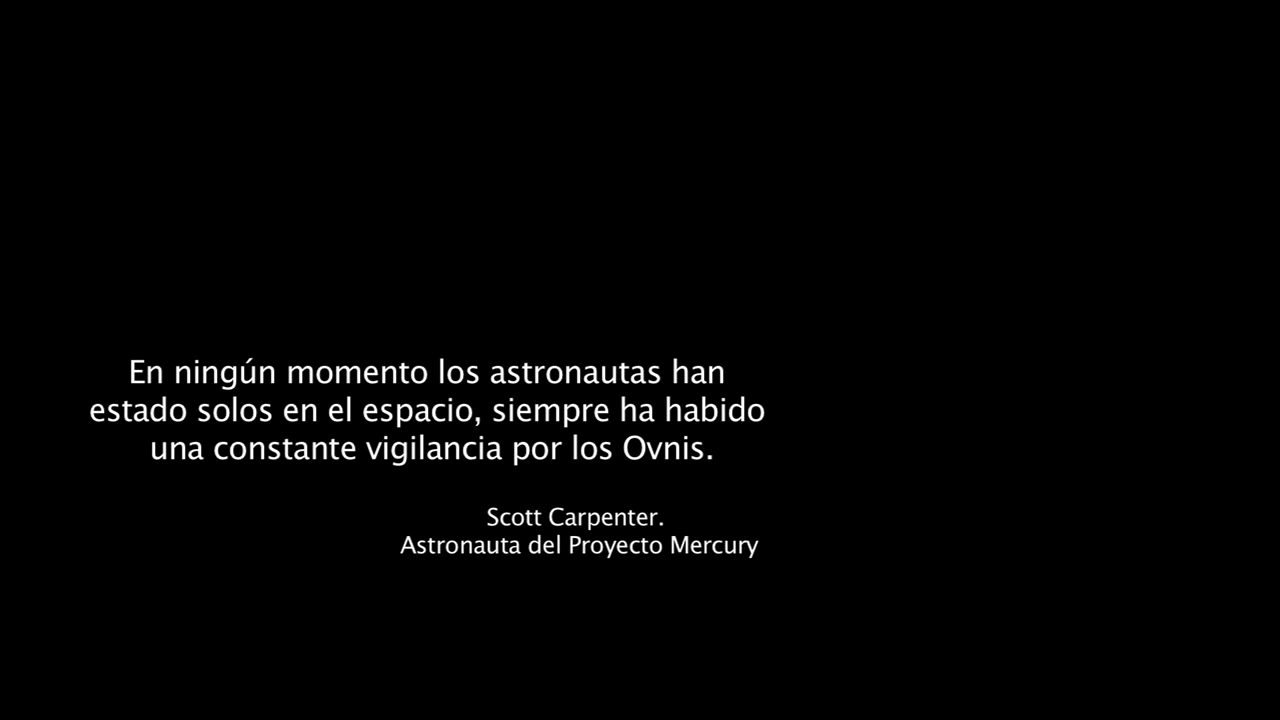 En ningún momento los astronautas han
estado solos en el espacio, siempre ha habido
una constante vigilancia por los Ovnis.
Scott Carpenter.
Astronauta del Proyecto Mercury